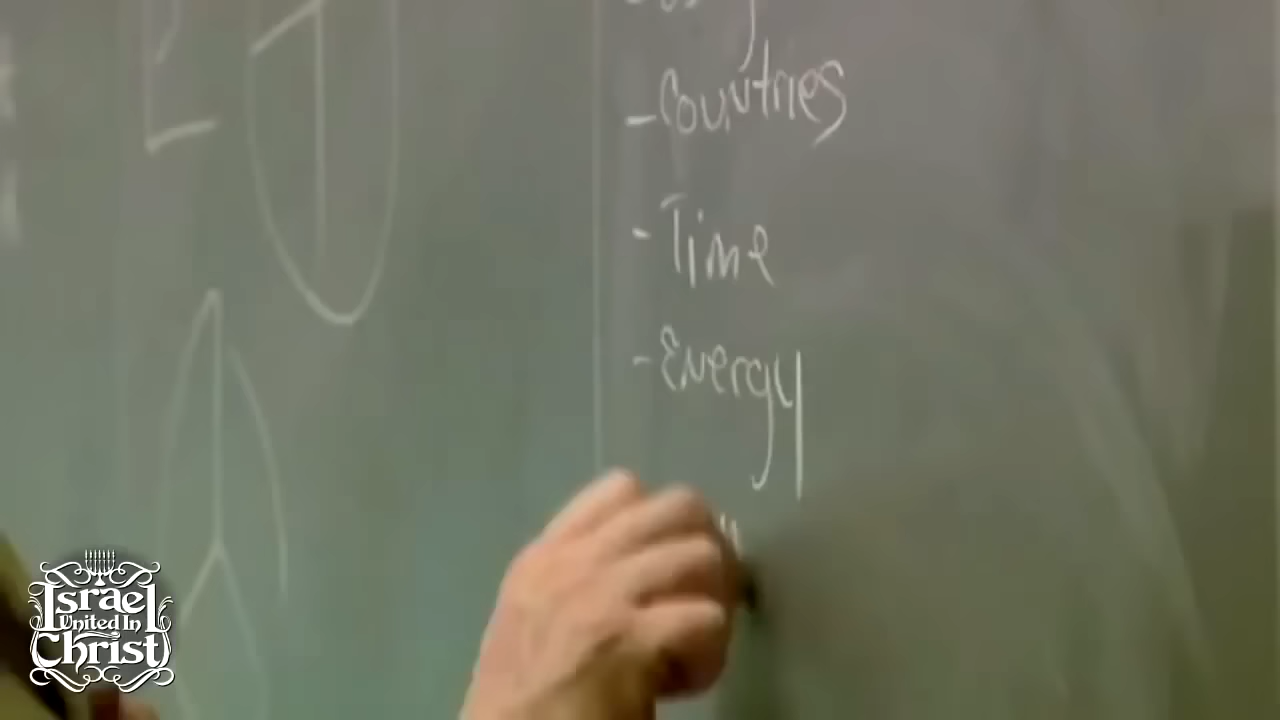 - Countries
- Time
- Energy
Israel
United In
Christ